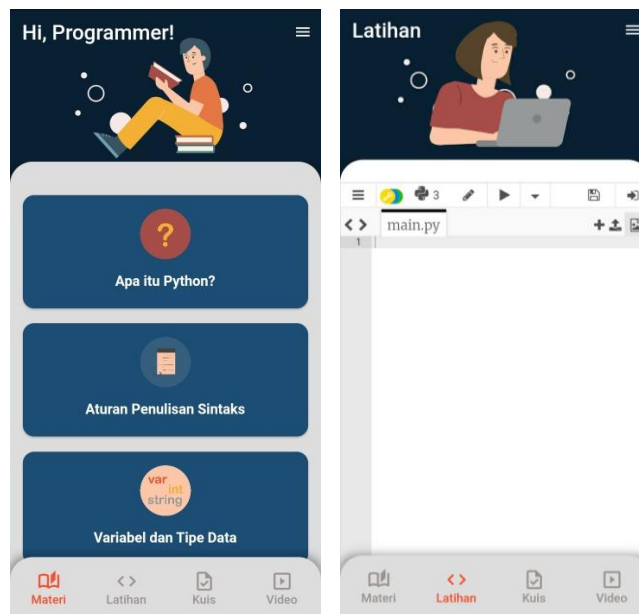 Hi, Programmer!
?
Apa itu Python?
Aturan Penulisan Sintaks
var
int
string
Variabel dan Tipe Data
Materi
Latihan
Kuis
Video
Latihan
3
main.py
1
Materi
Latihan
Kuis
Video